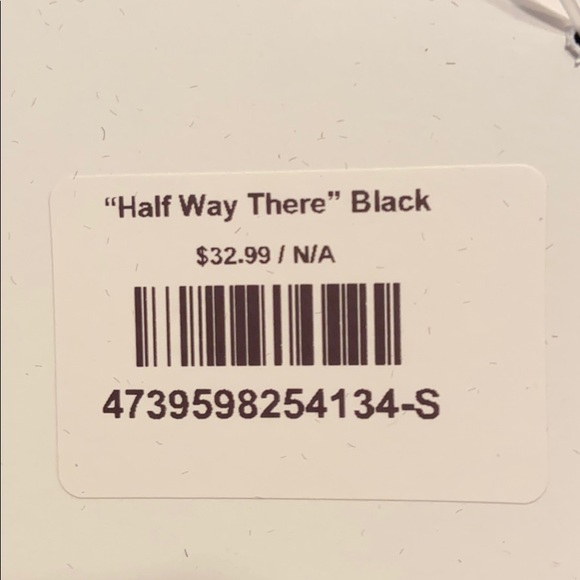 “Half Way There” Black
$32.99 / N/A
4739598254134-S